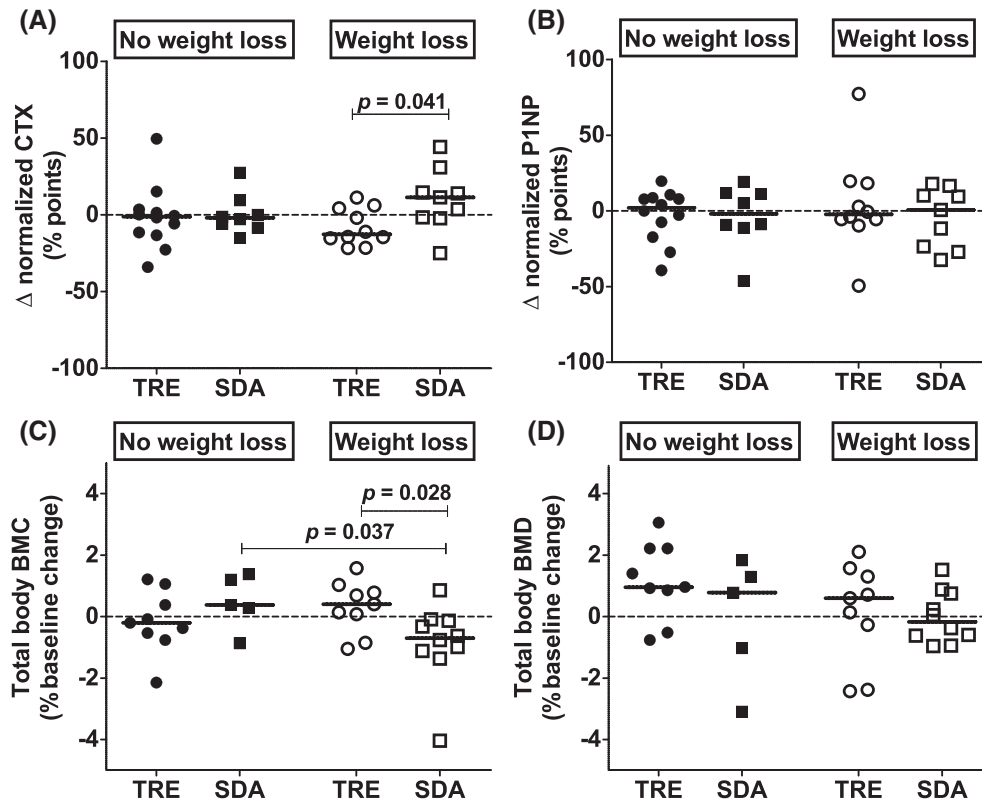 (A)
No weight loss
Weight loss
Δ normalized CTX
(% points)
100
50
0
-50
-100
p = 0.041
TRE
SDA
TRE
SDA
(B)
No weight loss
Weight loss
Δ normalized P1NP
(% points)
100
50
0
-50
-100
TRE
SDA
TRE
SDA
(C)
No weight loss
Weight loss
Total body BMC
(% baseline change)
4
2
0
-2
-4
p = 0.028
p = 0.037
TRE
SDA
TRE
SDA
(D)
No weight loss
Weight loss
Total body BMD
(% baseline change)
4
2
0
-2
-4
TRE
SDA
TRE
SDA